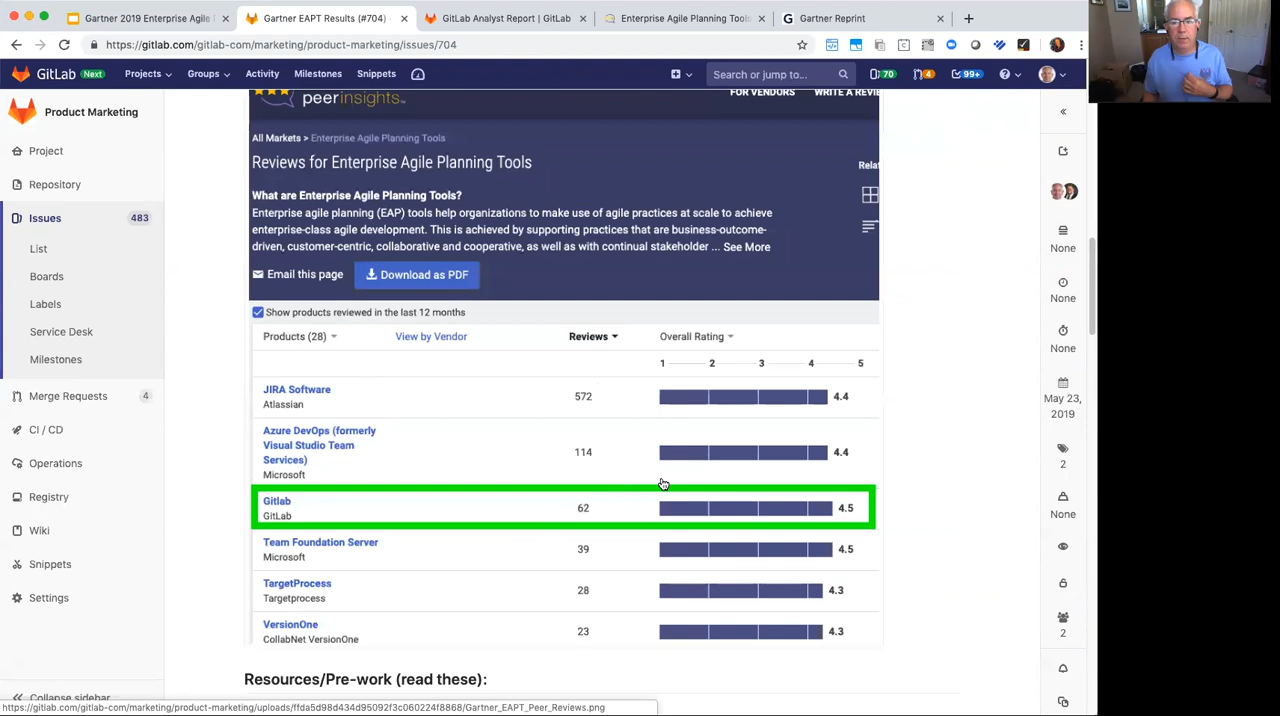 Gartner 2019 Enterprise Agile
Gartner EAPT Results (#704)
GitLab Analyst Report | GitLab
Enterprise Agile Planning Tools
Gartner Reprint
https://gitlab.com/gitlab-com/marketing/product-marketing/issues/704
GitLab Next Projects Groups Activity Milestones Snippets Search or jump to... 70 4 99+
Product Marketing
Project
Repository
Issues 483
List
Boards
Labels
Service Desk
Milestones
Merge Requests 4
CI / CD
Operations
Registry
Wiki
Snippets
Settings
Collapse sidebar
peerinsights™
FOR VENDORS WRITE A REVIE
All Markets > Enterprise Agile Planning Tools
Reviews for Enterprise Agile Planning Tools
Rela
What are Enterprise Agile Planning Tools?
Enterprise agile planning (EAP) tools help organizations to make use of agile practices at scale to achieve
enterprise-class agile development. This is achieved by supporting practices that are business-outcome-
driven, customer-centric, collaborative and cooperative, as well as with continual stakeholder ... See More
Email this page Download as PDF
Show products reviewed in the last 12 months
Products (28) View by Vendor Reviews Overall Rating
1 2 3 4 5
JIRA Software
Atlassian
572 4.4
Azure DevOps (formerly
Visual Studio Team
Services)
Microsoft
114 4.4
Gitlab
GitLab
62 4.5
Team Foundation Server
Microsoft
39 4.5
TargetProcess
Targetprocess
28 4.3
VersionOne
CollabNet VersionOne
23 4.3
Resources/Pre-work (read these):
None
None
None
May 23,
2019
2
None
2
https://gitlab.com/gitlab-com/marketing/product-marketing/uploads/ffda5d98d434d95092f3c060224f8868/Gartner_EAPT_Peer_Reviews.png